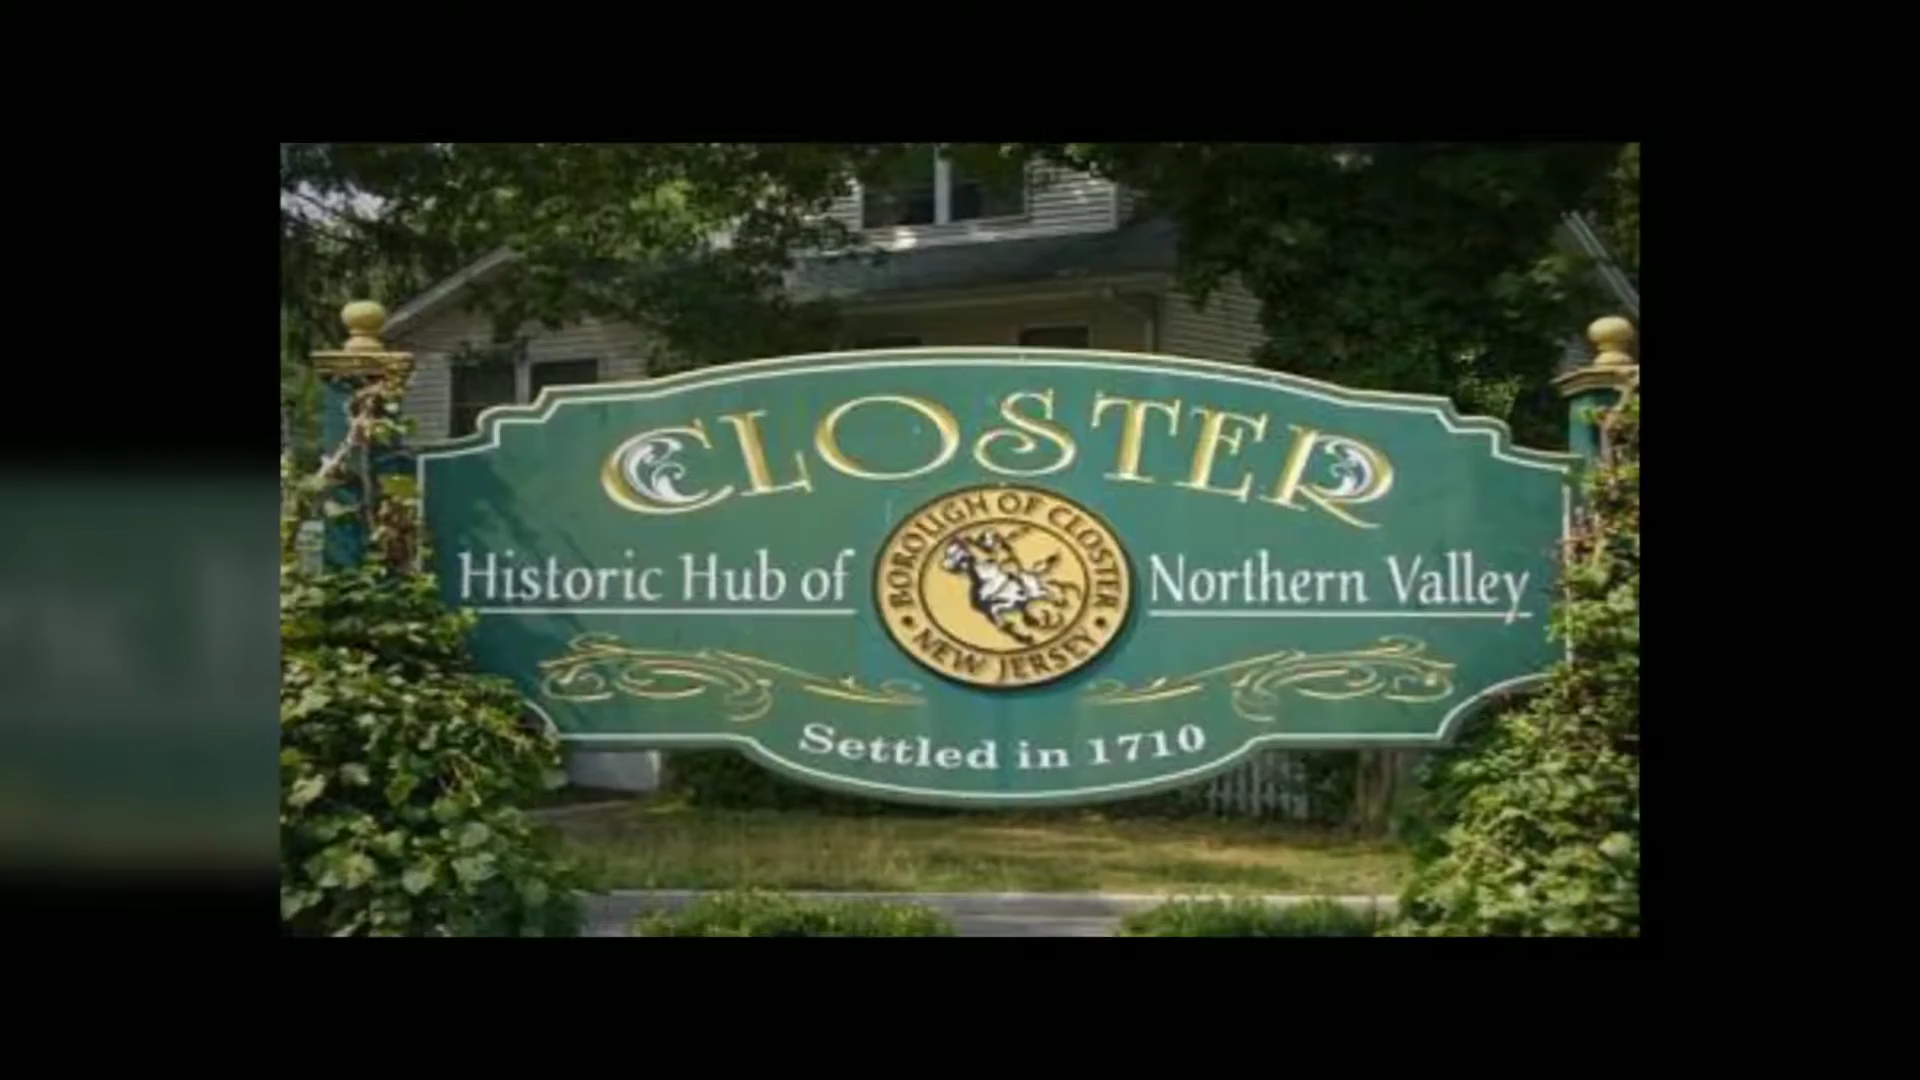 CLOSTER
Historic Hub of
BOROUGH OF CLOSTER
• NEW JERSEY •
Northern Valley
Settled in 1710